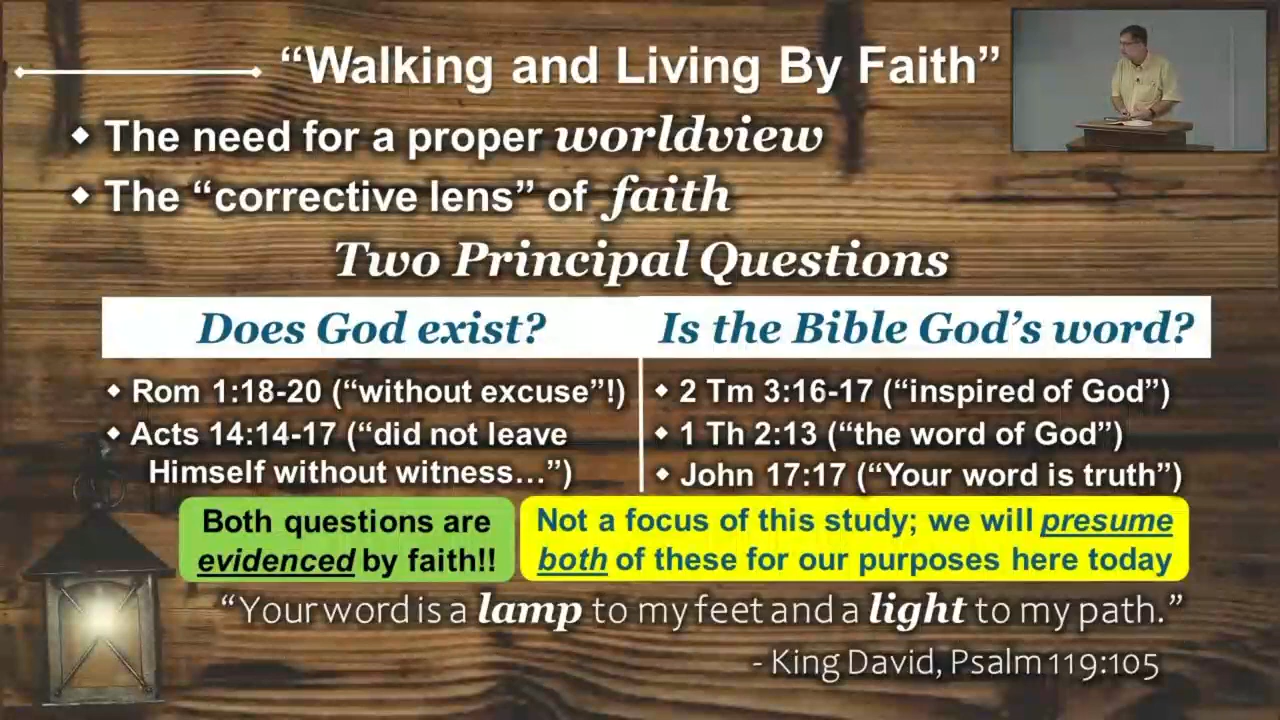 “Walking and Living By Faith”
◆ The need for a proper worldview
◆ The “corrective lens” of faith
Two Principal Questions
Does God exist?
◆ Rom 1:18-20 (“without excuse”!)
◆ Acts 14:14-17 (“did not leave
Himself without witness…”)
Is the Bible God’s word?
◆ 2 Tm 3:16-17 (“inspired of God”)
◆ 1 Th 2:13 (“the word of God”)
◆ John 17:17 (“Your word is truth”)
Both questions are
evidenced by faith!!
Not a focus of this study; we will presume
both of these for our purposes here today
“Your word is a lamp to my feet and a light to my path.”
- King David, Psalm 119:105